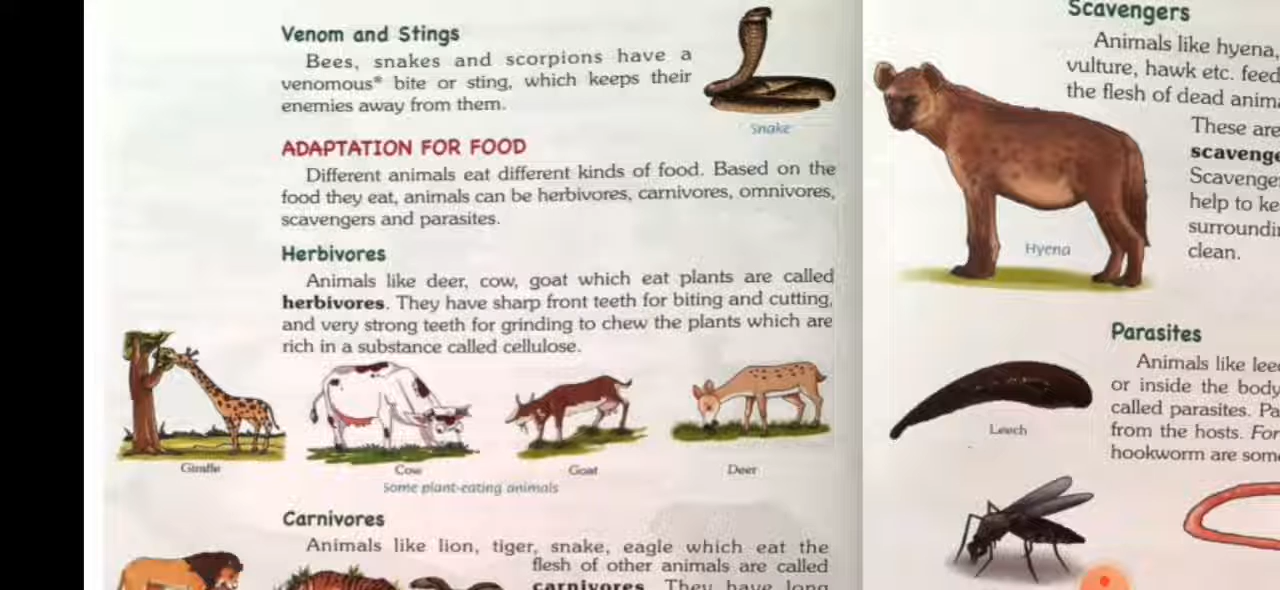 Venom and Stings
Bees, snakes and scorpions have a
venomous* bite or sting, which keeps their
enemies away from them.
Snake
ADAPTATION FOR FOOD
Different animals eat different kinds of food. Based on the
food they eat, animals can be herbivores, carnivores, omnivores,
scavengers and parasites.
Herbivores
Animals like deer, cow, goat which eat plants are called
herbivores. They have sharp front teeth for biting and cutting,
and very strong teeth for grinding to chew the plants which are
rich in a substance called cellulose.
Giraffe
Cow
Goat
Deer
Some plant-eating animals
Carnivores
Animals like lion, tiger, snake, eagle which eat the
flesh of other animals are called
carnivores. They have long
Scavengers
Animals like hyena,
vulture, hawk etc. feed
the flesh of dead
These are
Hyena
help to
clean.
Parasites
Animals like
or inside the body
called parasites.
from the hosts. For
hookworm are
Leech